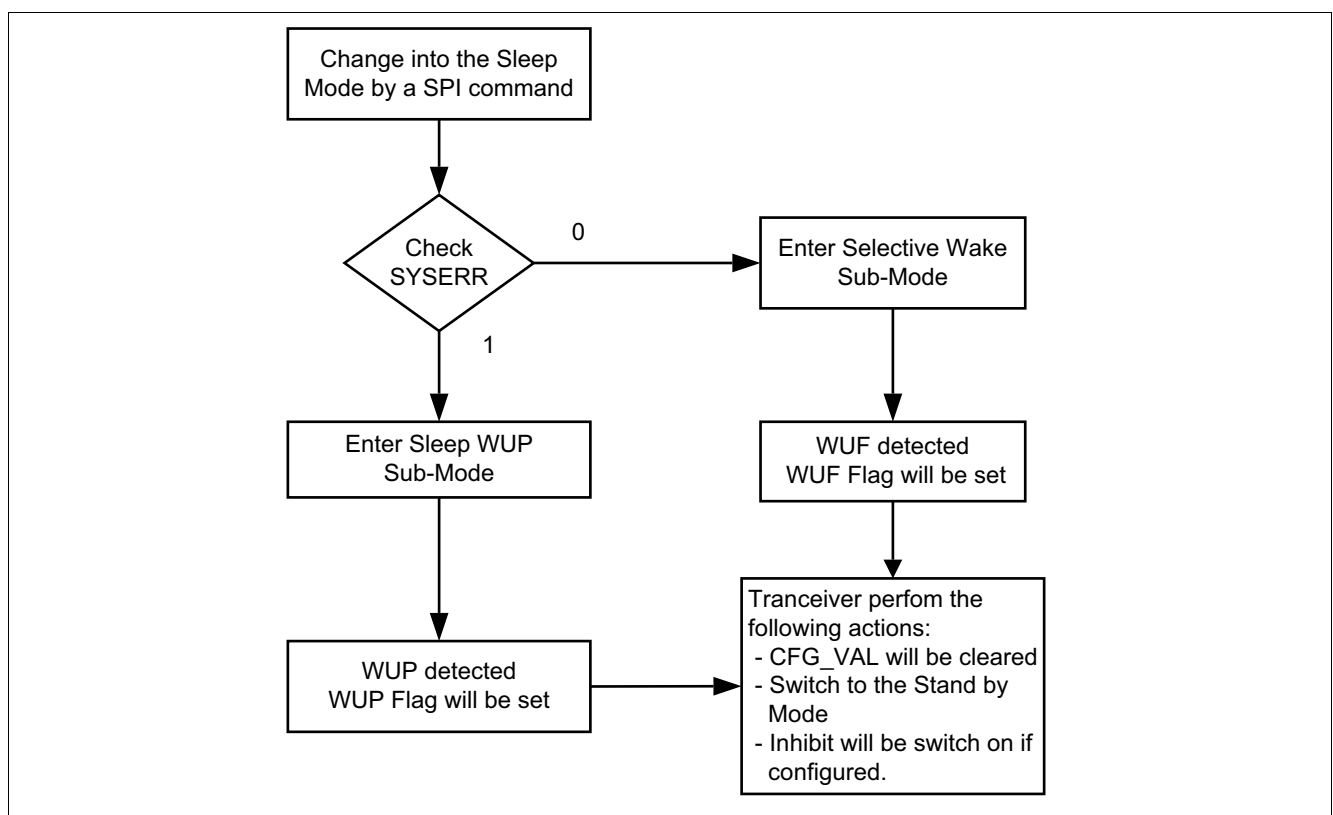 Change into the Sleep
Mode by a SPI command
Check
SYSERR
0
Enter Selective Wake
Sub-Mode
1
Enter Sleep WUP
Sub-Mode
WUF detected
WUF Flag will be set
WUP detected
WUP Flag will be set
Tranceiver perfom the
following actions:
- CFG_VAL will be cleared
- Switch to the Stand by
Mode
- Inhibit will be switch on if
configured.